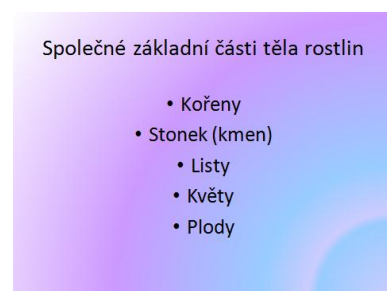 Společné základní části těla rostlin
• Kořeny
• Stonek (kmen)
• Listy
• Květy
• Plody